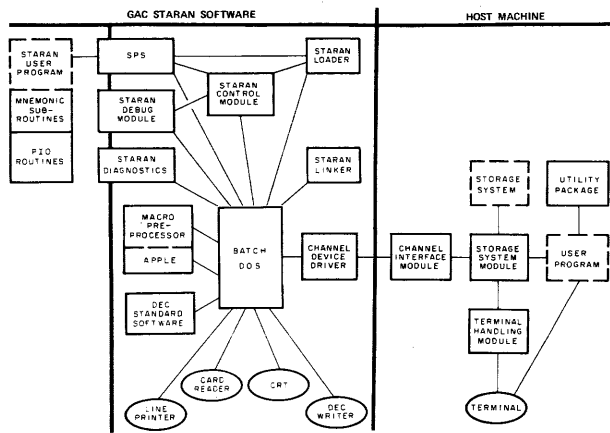 GAC STARAN SOFTWARE
HOST MACHINE
STARAN
USER
PROGRAM
MNEMONIC
SUB-
ROUTINES
PIO
ROUTINES
SPS
STARAN
LOADER
STARAN
CONTROL
MODULE
STARAN
DEBUG
MODULE
STARAN
DIAGNOSTICS
STARAN
LINKER
MACRO
PRE-
PROCESSOR
APPLE
BATCH
DOS
CHANNEL
DEVICE
DRIVER
DEC
STANDARD
SOFTWARE
LINE
PRINTER
CARD
READER
CRT
DEC
WRITER
CHANNEL
INTERFACE
MODULE
STORAGE
SYSTEM
UTILITY
PACKAGE
STORAGE
SYSTEM
MODULE
USER
PROGRAM
TERMINAL
HANDLING
MODULE
TERMINAL